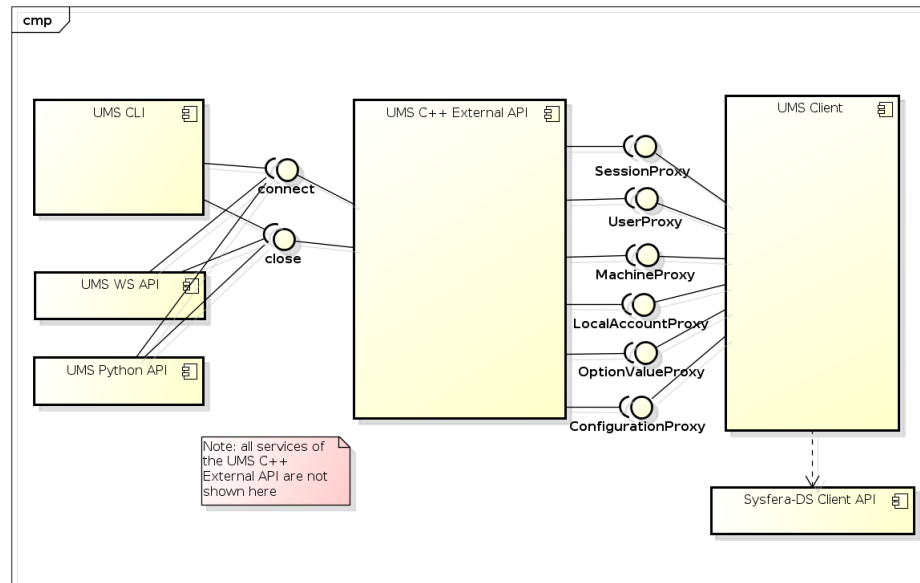 cmp
UMS CLI
UMS C++ External API
UMS Client
SessionProxy
connect
UserProxy
close
MachineProxy
UMS WS API
LocalAccountProxy
UMS Python API
OptionValueProxy
ConfigurationProxy
Note: all services of
the UMS C++
External API are not
shown here
Sysfera-DS Client API